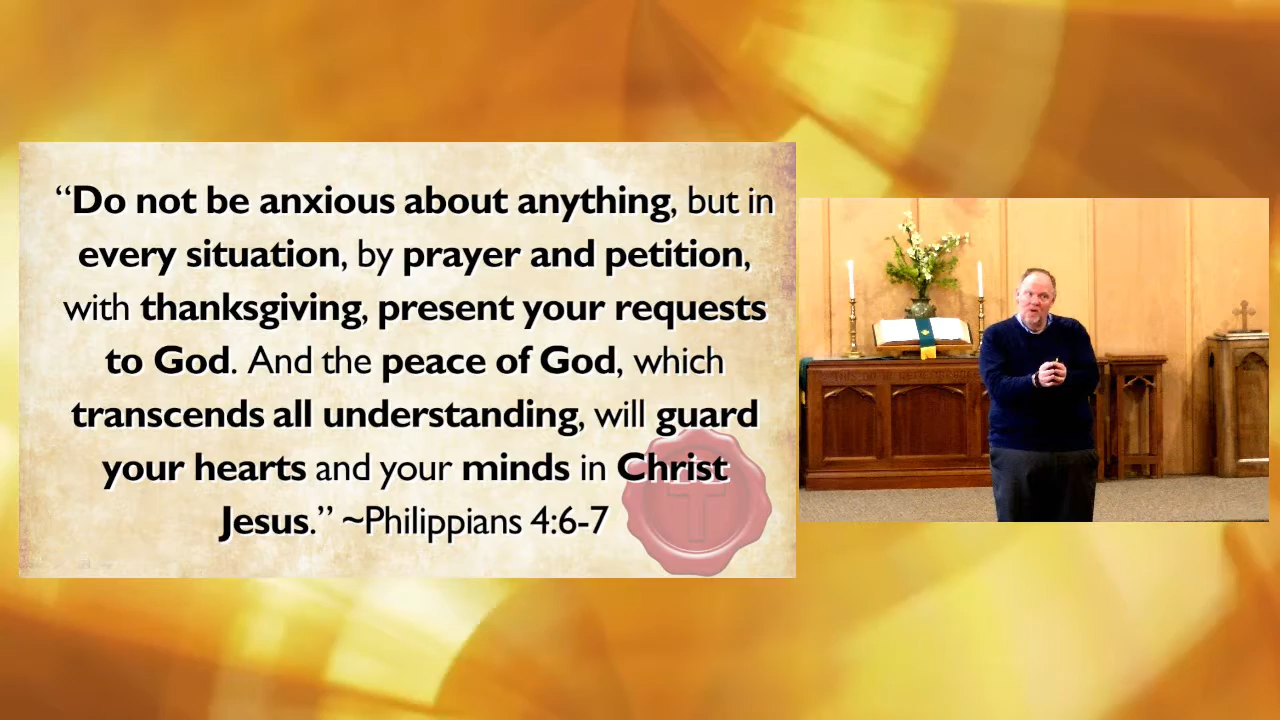 “Do not be anxious about anything, but in
every situation, by prayer and petition,
with thanksgiving, present your requests
to God. And the peace of God, which
transcends all understanding, will guard
your hearts and your minds in Christ
Jesus.” ~Philippians 4:6-7